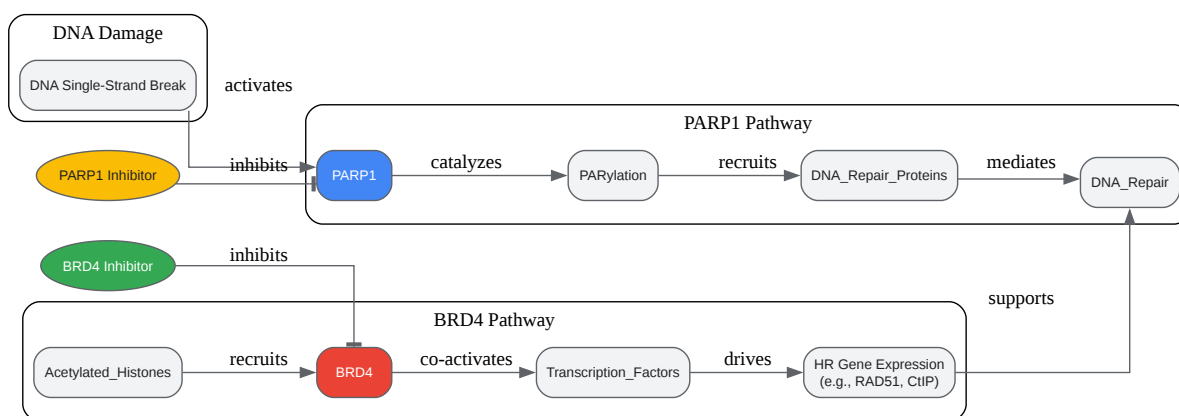 DNA Damage
DNA Single-Strand Break
activates
PARP1 Pathway
PARP1 Inhibitor
inhibits
PARP1
catalyzes
PARylation
recruits
DNA_Repair_Proteins
mediates
DNA_Repair
BRD4 Inhibitor
inhibits
supports
BRD4 Pathway
Acetylated_Histones
recruits
BRD4
co-activates
Transcription_Factors
drives
HR Gene Expression
(e.g., RAD51, CtIP)